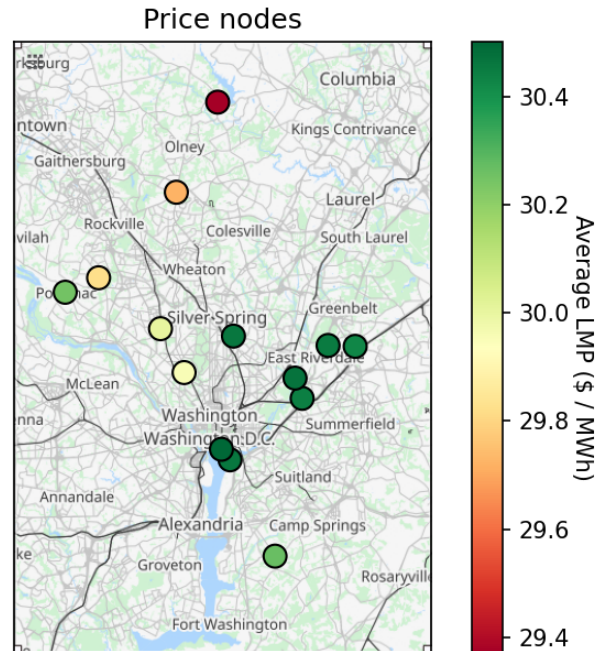 Price nodes
rksburg
Columbia
ntown
Kings Contrivance
Olney
Gaithersburg
Laurel
Rockville
Colesville
vilah
South Laurel
Wheaton
Greenbelt
Silver Spring
East Riverdale
McLean
Washington
enna
Summerfield
Washington D.C.
Suitland
Annandale
Alexandria
Camp Springs
ke
Groveton
Rosaryvill
Fort Washington
30.4
30.2
30.0
29.8
29.6
29.4
Average LMP ($ / MWh)